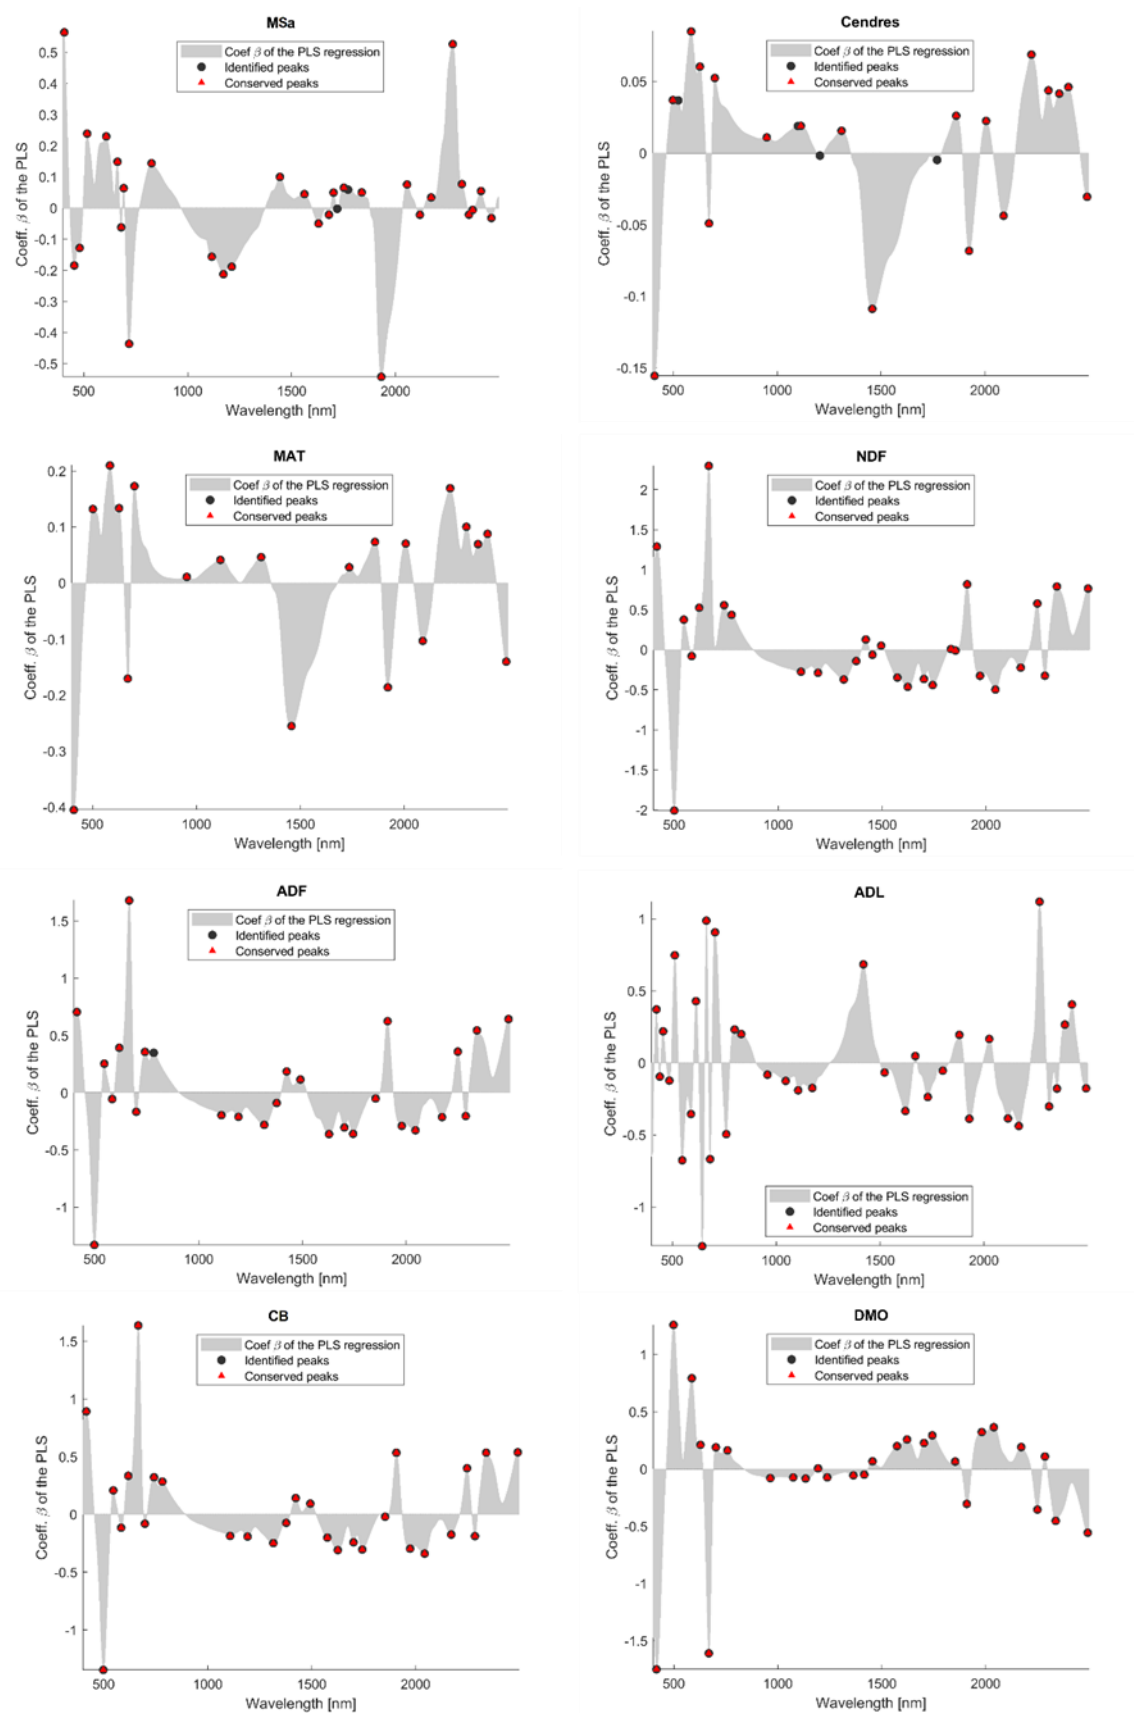 MSa
Coef β of the PLS regression
Identified peaks
Conserved peaks
Coeff. β of the PLS
0.5
0.4
0.3
0.2
0.1
0
-0.1
-0.2
-0.3
-0.4
-0.5
500 1000 1500 2000
Wavelength [nm]
Cendres
Coef β of the PLS regression
Identified peaks
Conserved peaks
Coeff. β of the PLS
0.05
0
-0.05
-0.1
-0.15
500 1000 1500 2000
Wavelength [nm]
MAT
Coef β of the PLS regression
Identified peaks
Conserved peaks
Coeff. β of the PLS
0.2
0.1
0
-0.1
-0.2
-0.3
-0.4
500 1000 1500 2000
Wavelength [nm]
NDF
Coef β of the PLS regression
Identified peaks
Conserved peaks
Coeff. β of the PLS
2
1.5
1
0.5
0
-0.5
-1
-1.5
-2
500 1000 1500 2000
Wavelength [nm]
ADF
Coef β of the PLS regression
Identified peaks
Conserved peaks
Coeff. β of the PLS
1.5
1
0.5
0
-0.5
-1
500 1000 1500 2000
Wavelength [nm]
ADL
Coeff. β of the PLS
1
0.5
0
-0.5
-1
Coef β of the PLS regression
Identified peaks
Conserved peaks
500 1000 1500 2000
Wavelength [nm]
CB
Coef β of the PLS regression
Identified peaks
Conserved peaks
Coeff. β of the PLS
1.5
1
0.5
0
-0.5
-1
500 1000 1500 2000
Wavelength [nm]
DMO
Coef β of the PLS regression
Identified peaks
Conserved peaks
Coeff. β of the PLS
1
0.5
0
-0.5
-1
-1.5
500 1000 1500 2000
Wavelength [nm]